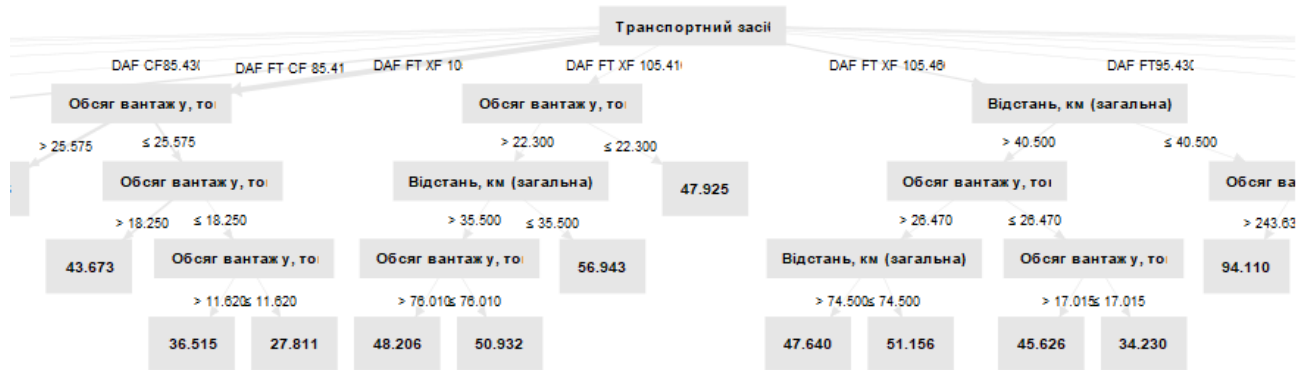 Транспортний засіб
DAF CF85.430 DAF FT CF 85.41 DAF FT XF 10 DAF FT XF 105.410 DAF FT XF 105.460 DAF FT95.430
Обсяг вантажу, то Обсяг вантажу, то Відстань, км (загальна)
> 25.575 ≤ 25.575 > 22.300 ≤ 22.300 > 40.500 ≤ 40.500
Обсяг вантажу, то Відстань, км (загальна) 47.925 Обсяг вантажу, тон Обсяг ва
> 18.250 ≤ 18.250 > 35.500 ≤ 35.500 > 26.470 ≤ 26.470 > 243.63
43.673 Обсяг вантажу, то Обсяг вантажу, то 56.943 Відстань, км (загальна) Обсяг вантажу, то 94.110
> 11.620 ≤ 11.620 > 76.010 ≤ 76.010 > 74.500 ≤ 74.500 > 17.015 ≤ 17.015
36.515 27.811 48.206 50.932 47.640 51.156 45.626 34.230